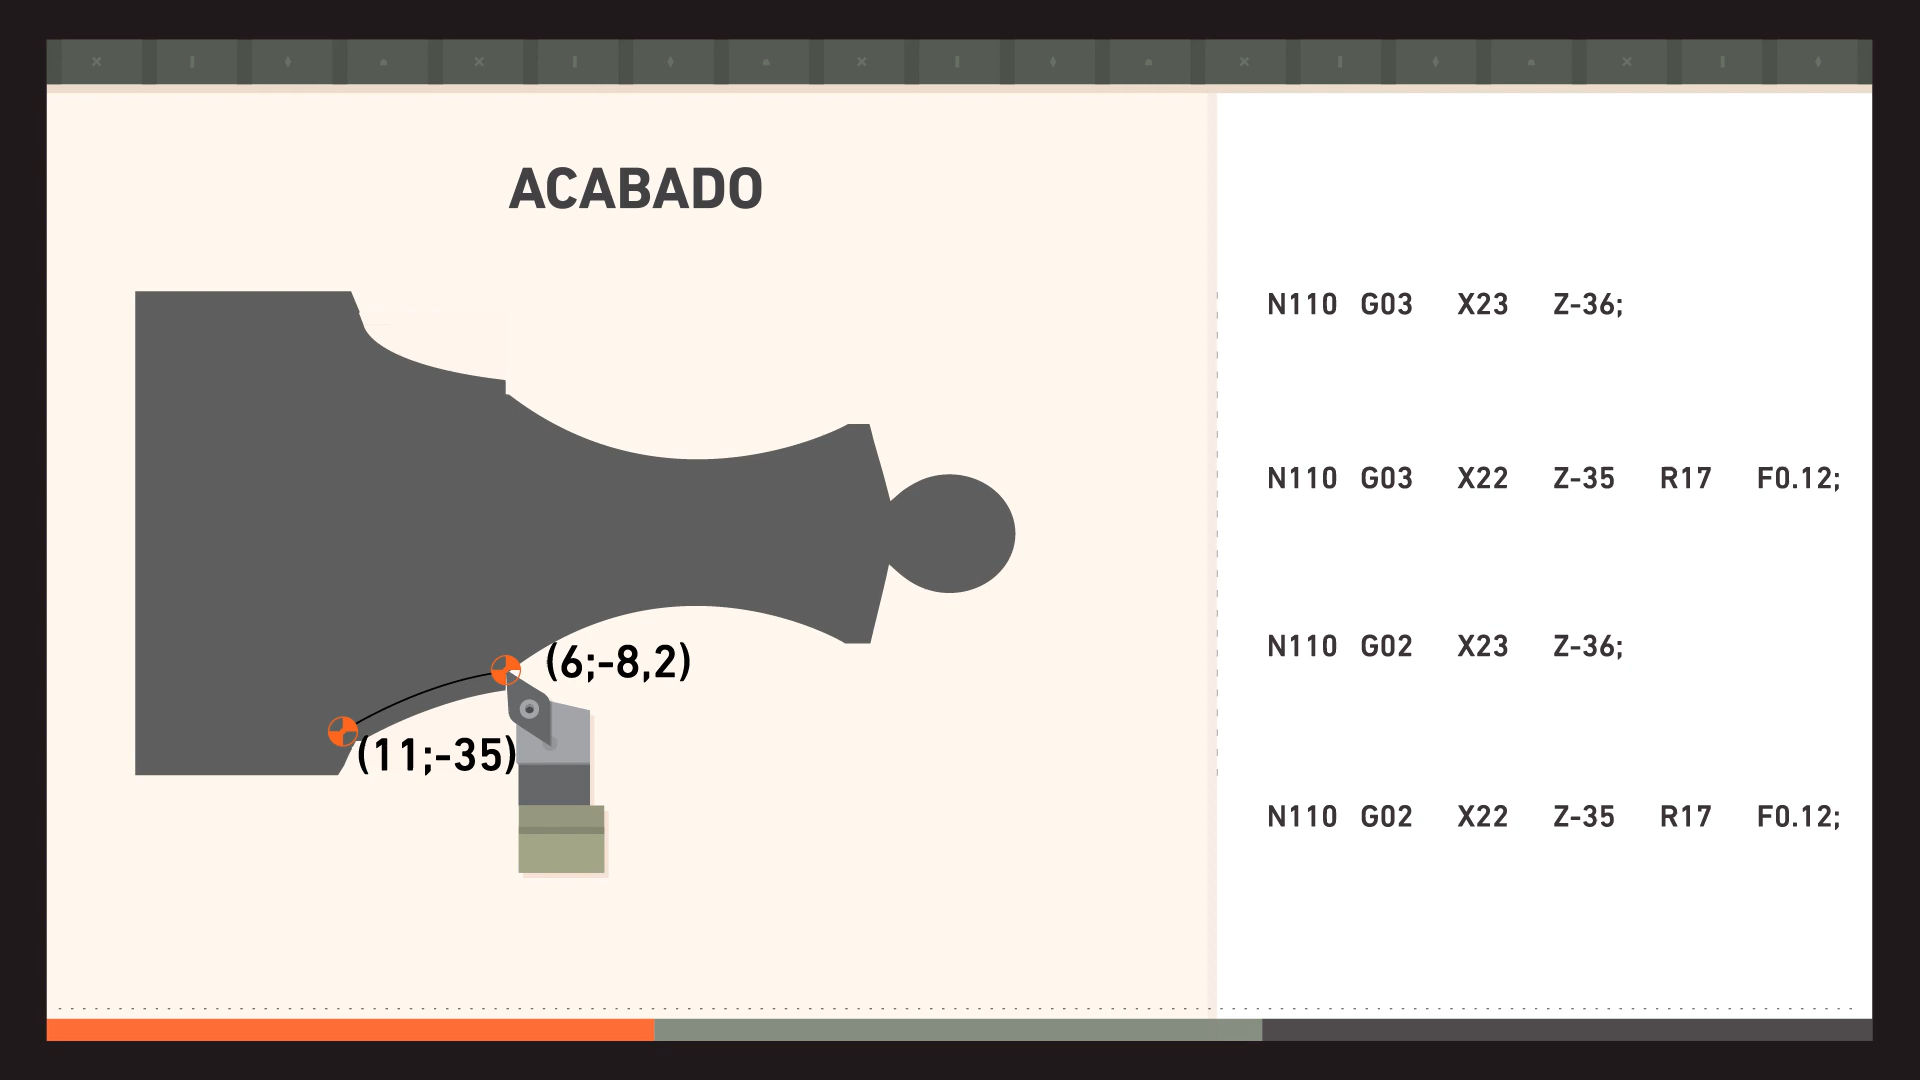 ACABADO
(6;-8,2)
(11;-35)
N110 G03 X23 Z-36;
N110 G03 X22 Z-35 R17 F0.12;
N110 G02 X23 Z-36;
N110 G02 X22 Z-35 R17 F0.12;